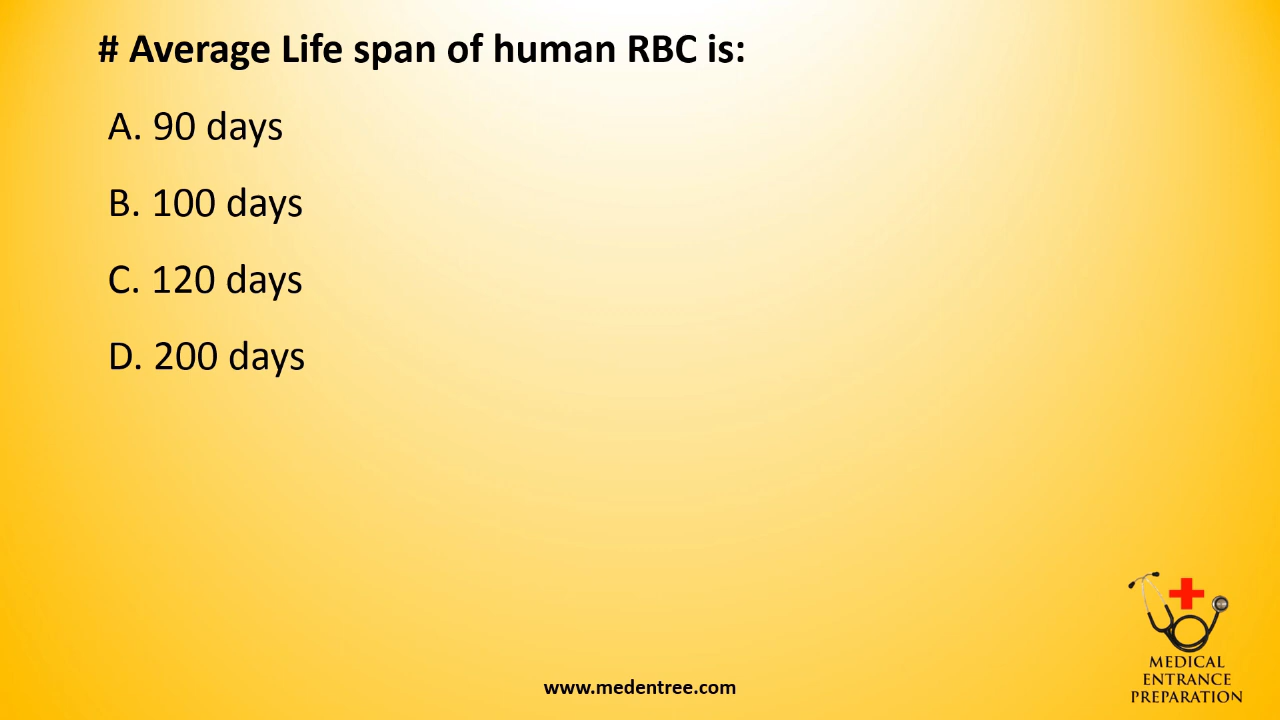 # Average Life span of human RBC is:
A. 90 days
B. 100 days
C. 120 days
D. 200 days
MEDICAL
ENTRANCE
PREPARATION
www.medentree.com